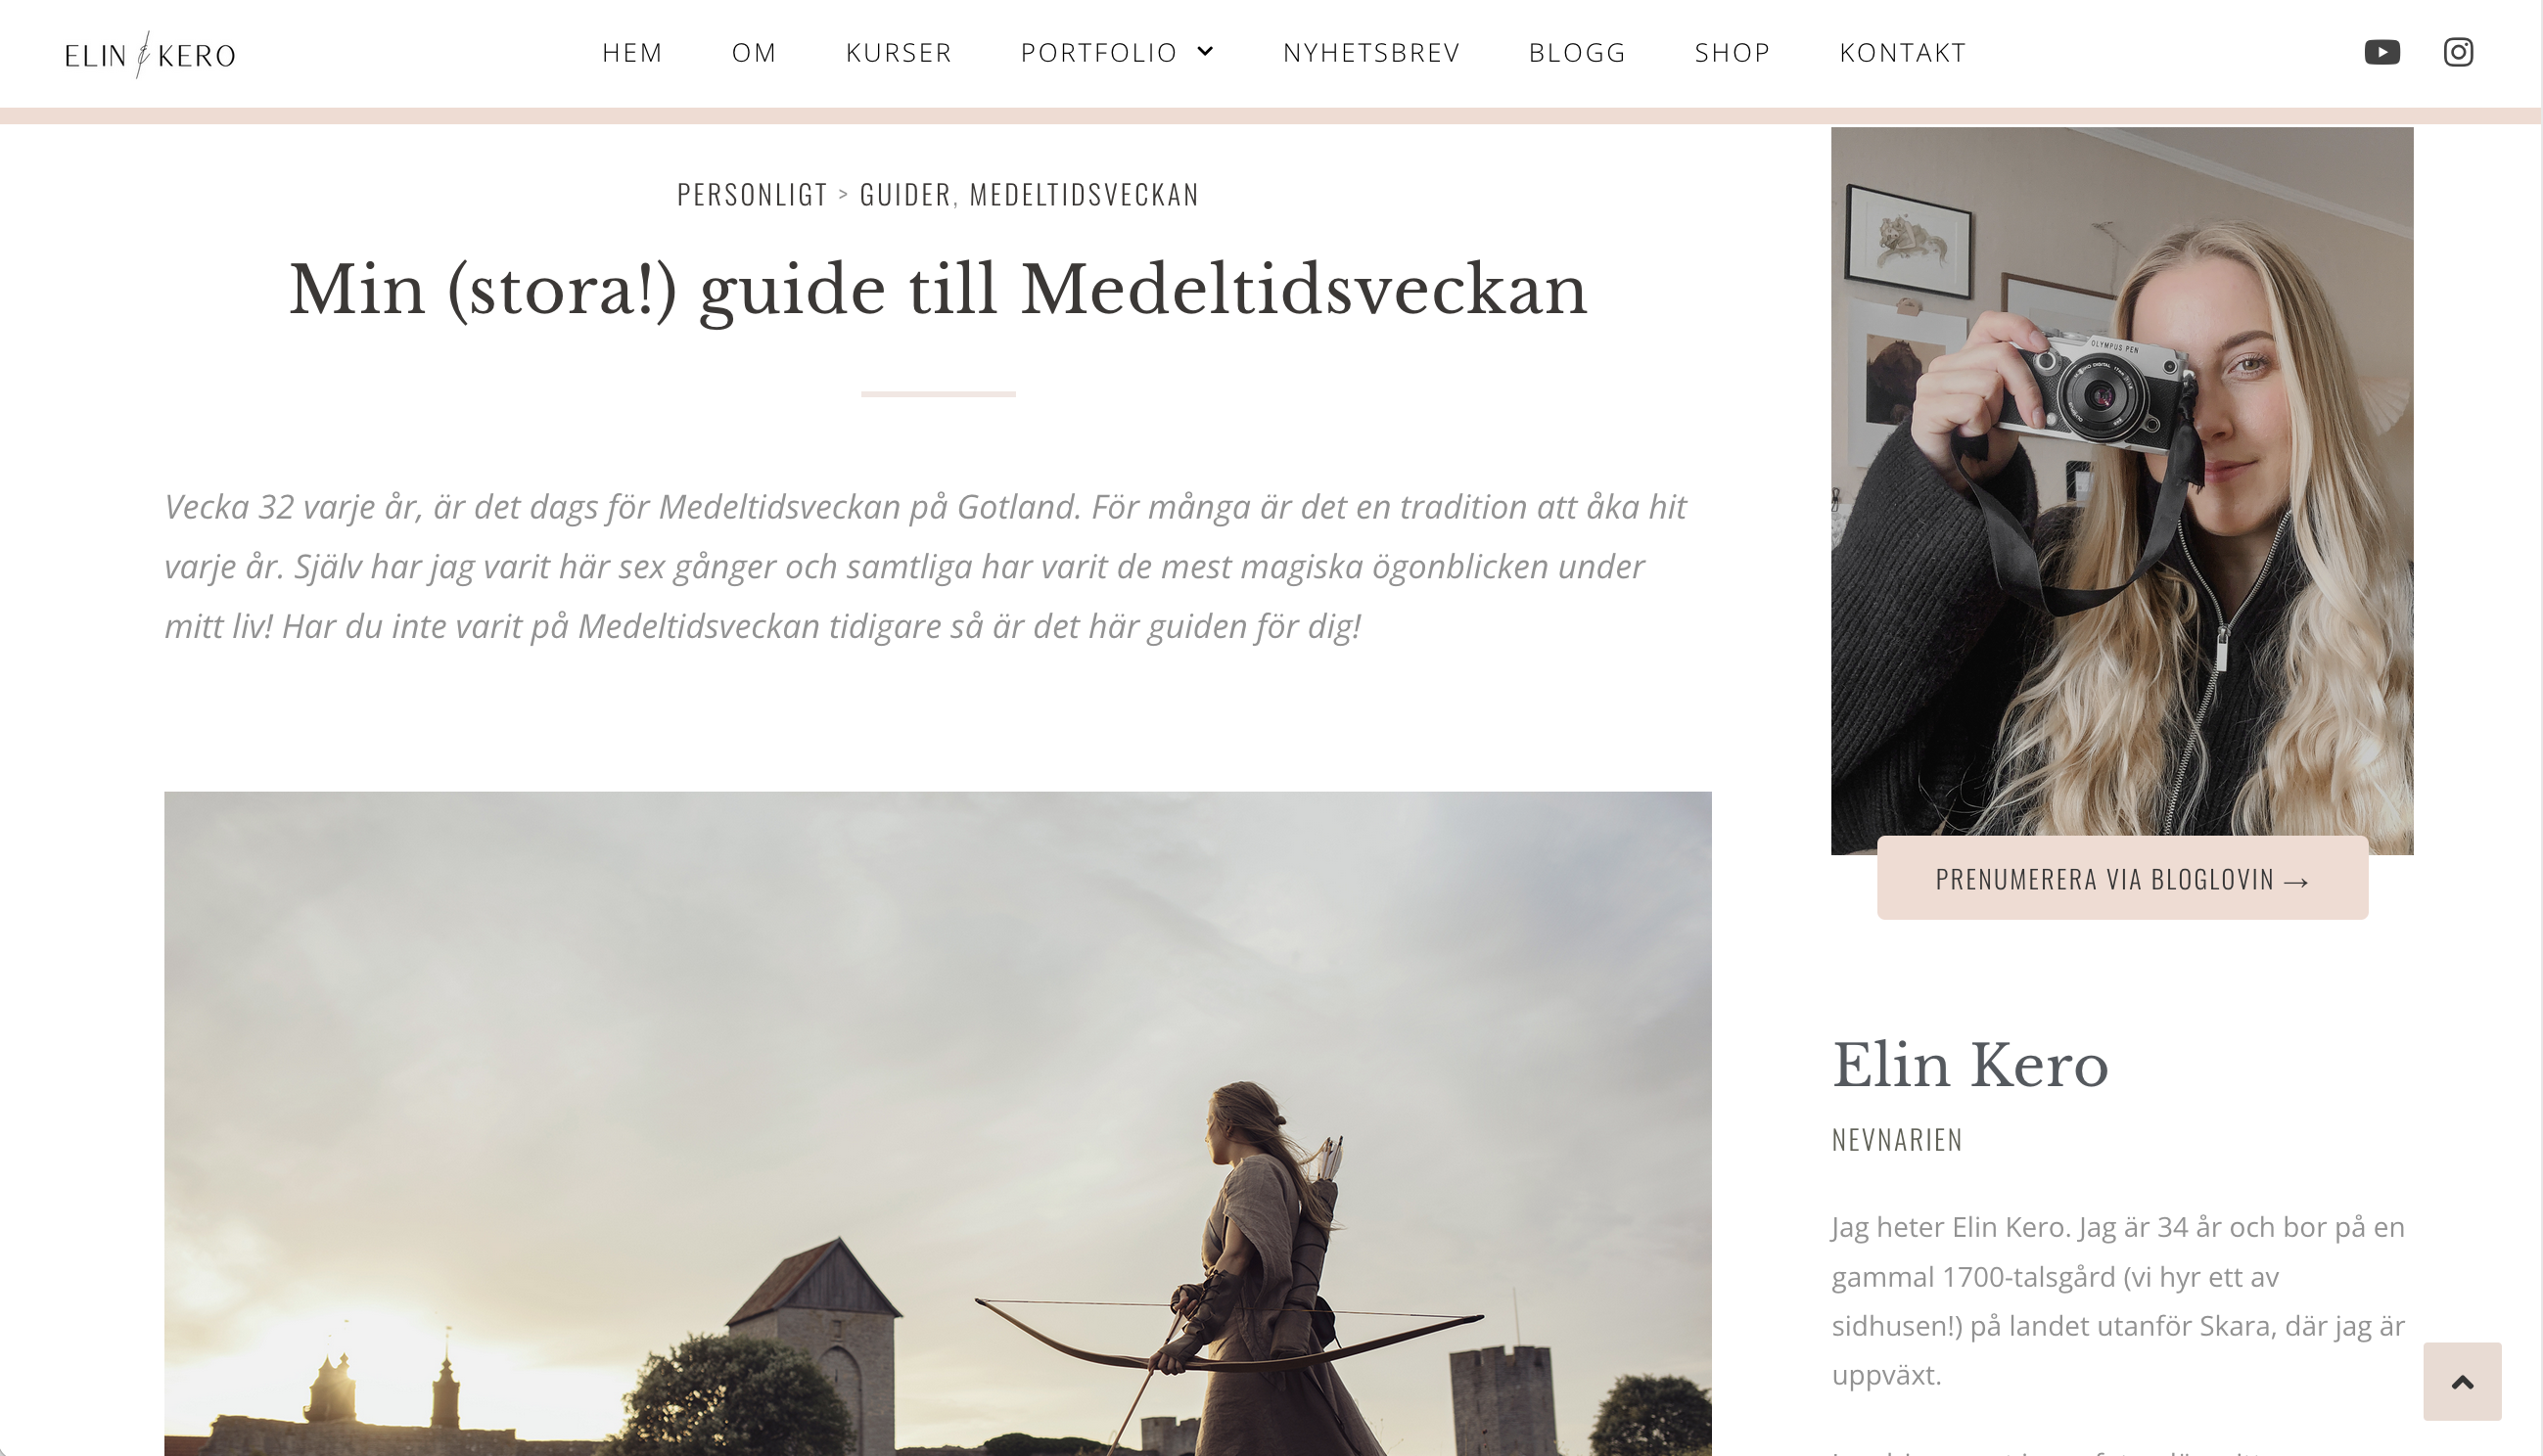 ELIN & KERO
HEM OM KURSER PORTFOLIO NYHETSBREV BLOGG SHOP KONTAKT
PERSONLIGT > GUIDER, MEDELTIDSVECKAN
Min (stora!) guide till Medeltidsveckan
Vecka 32 varje år, är det dags för Medeltidsveckan på Gotland. För många är det en tradition att åka hit
varje år. Själv har jag varit här sex gånger och samtliga har varit de mest magiska ögonblicken under
mitt liv! Har du inte varit på Medeltidsveckan tidigare så är det här guiden för dig!
OLYMPUS PEN
PRENUMERERA VIA BLOGLOVIN →
Elin Kero
NEVNARIEN
Jag heter Elin Kero. Jag är 34 år och bor på en
gammal 1700-talsgård (vi hyr ett av
sidhusen!) på landet utanför Skara, där jag är
uppväxt.